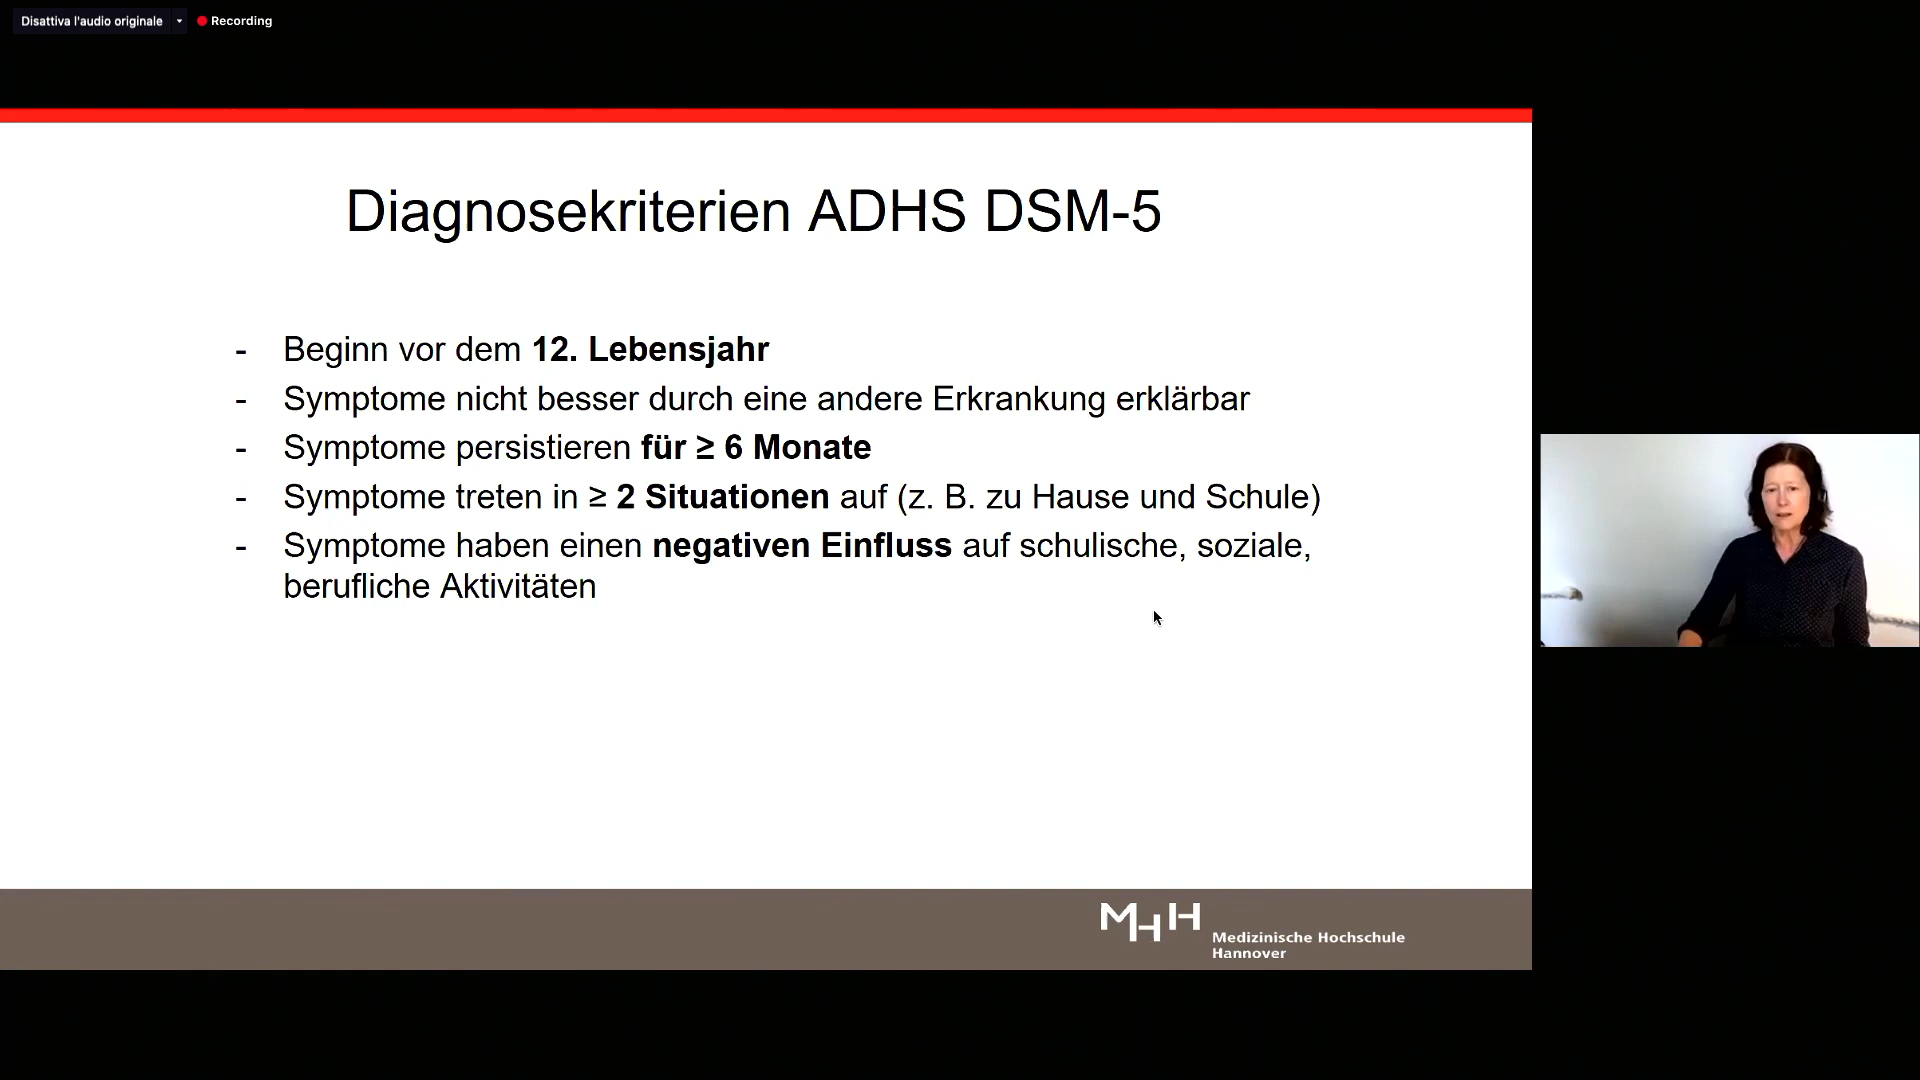 Disattiva l'audio originale
Recording
Diagnosekriterien ADHS DSM-5
- Beginn vor dem 12. Lebensjahr
- Symptome nicht besser durch eine andere Erkrankung erklärbar
- Symptome persistieren für ≥ 6 Monate
- Symptome treten in ≥ 2 Situationen auf (z. B. zu Hause und Schule)
- Symptome haben einen negativen Einfluss auf schulische, soziale,
berufliche Aktivitäten
MHH
Medizinische Hochschule
Hannover